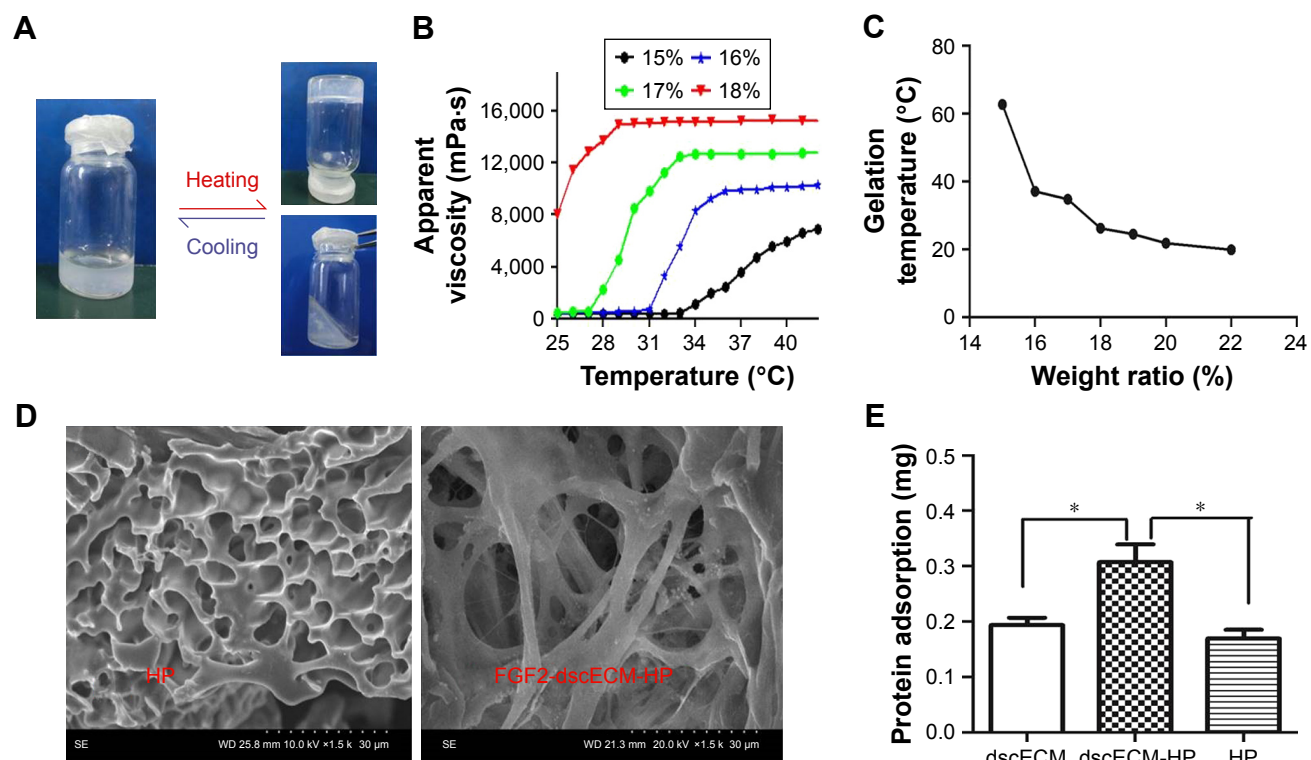 A
Heating
Cooling
B
15% 16%
17% 18%
Apparent
viscosity (mPa·s)
16,000
12,000
8,000
4,000
0
25 28 31 34 37 40
Temperature (°C)
C
Gelation
temperature (°C)
80
60
40
20
0
14 16 18 20 22 24
Weight ratio (%)
D
HP
SE WD 25.8 mm 10.0 kV ×1.5 k 30 µm
FGF2-dscECM-HP
SE WD 21.3 mm 20.0 kV ×1.5 k 30 µm
E
Protein adsorption (mg)
0.5
0.4
0.3
0.2
0.1
0.0
* *
dscECM dscECM-HP HP